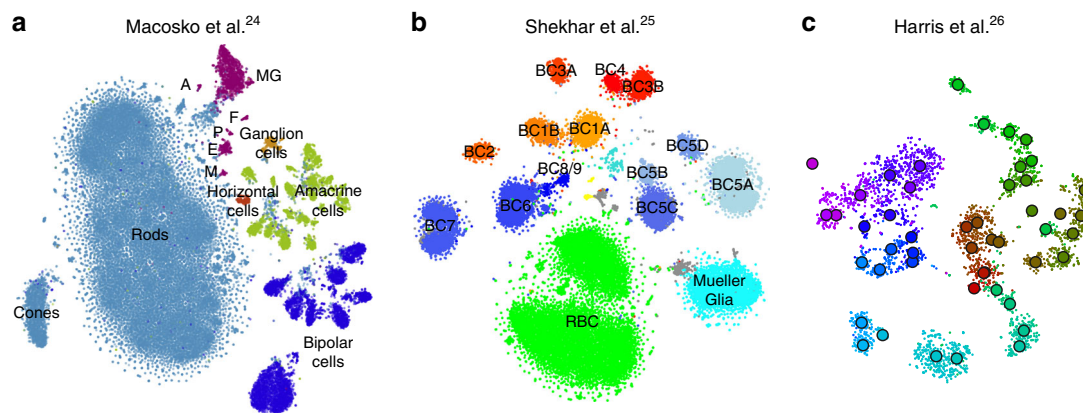 a
Macosko et al.24
A
MG
F
P
Ganglion
cells
E
M
Horizontal
cells
Amacrine
cells
Rods
Cones
Bipolar
cells
b
Shekhar et al.25
BC3A
BC4
BC3B
BC1B
BC1A
BC2
BC5D
BC8/9
BC5B
BC5A
BC6
BC5C
BC7
Mueller
Glia
RBC
c
Harris et al.26